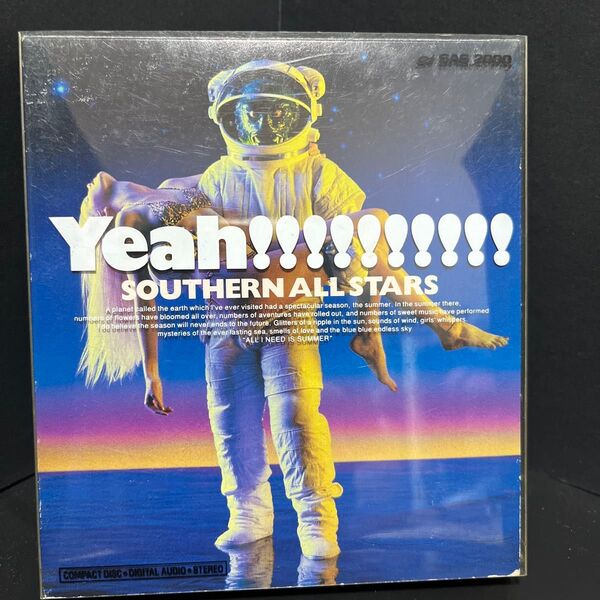 SAS 2000
Yeah!!!!!!!!!!!
SOUTHERN ALL STARS
A planet called the earth which I've ever visited had a spectacular season, the summer. In the summer there,
numbers of flowers have bloomed all over, numbers of aventures have rolled out, and numbers of sweet music have performed
I do believe the season will never ends to the future. Glitters of a ripple in the sun, sounds of wind, girls' whispers
mysteries of the ever lasting sea, smells of love and the blue blue endless sky
"ALL I NEED IS SUMMER"
COMPACT DISC ● DIGITAL AUDIO ● STEREO